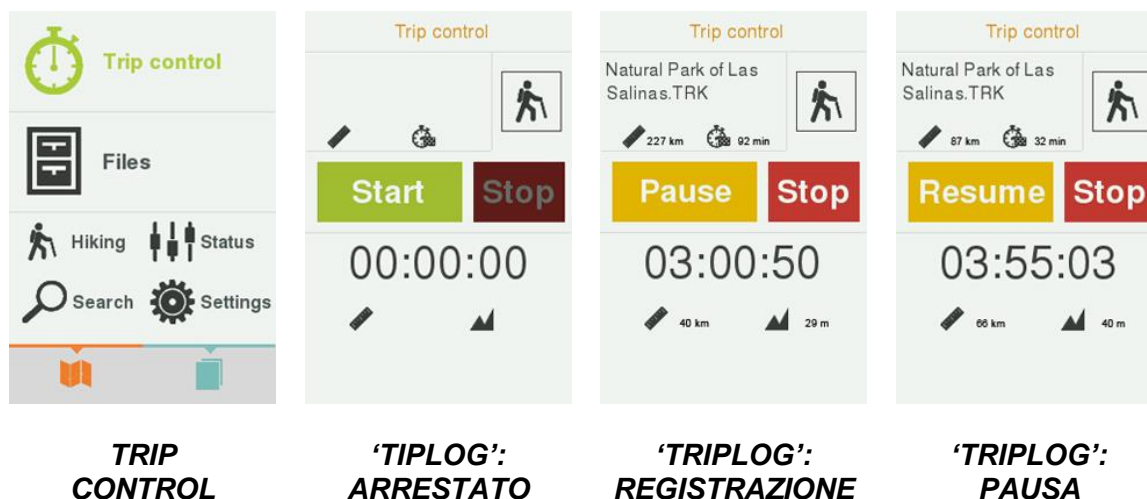 Trip control
Files
Hiking
Status
Search
Settings
Trip control
Start
Stop
00:00:00
Trip control
Natural Park of Las
Salinas.TRK
227 km
92 min
Pause
Stop
03:00:50
40 km
29 m
Trip control
Natural Park of Las
Salinas.TRK
87 km
32 min
Resume
Stop
03:55:03
66 km
40 m
TRIP
CONTROL
‘TIPLOG’:
ARRESTATO
‘TRIPLOG’:
REGISTRAZIONE
‘TRIPLOG’:
PAUSA